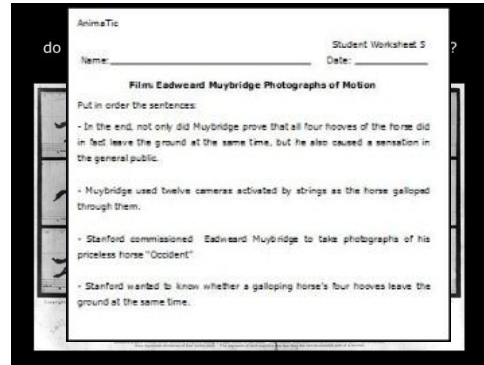 AnimaTic
do
?
Student Worksheet 5
Name: Date:
Film: Eadweard Muybridge Photographs of Motion
Put in order the sentences:
- In the end, not only did Muybridge prove that all four hooves of the horse did
in fact leave the ground at the same time, but he also caused a sensation in
the general public.
- Muybridge used twelve cameras activated by strings as the horse galloped
through them.
- Stanford commissioned Eadweard Muybridge to take photographs of his
priceless horse "Occident"
- Stanford wanted to know whether a galloping horse's four hooves leave the
ground at the same time.